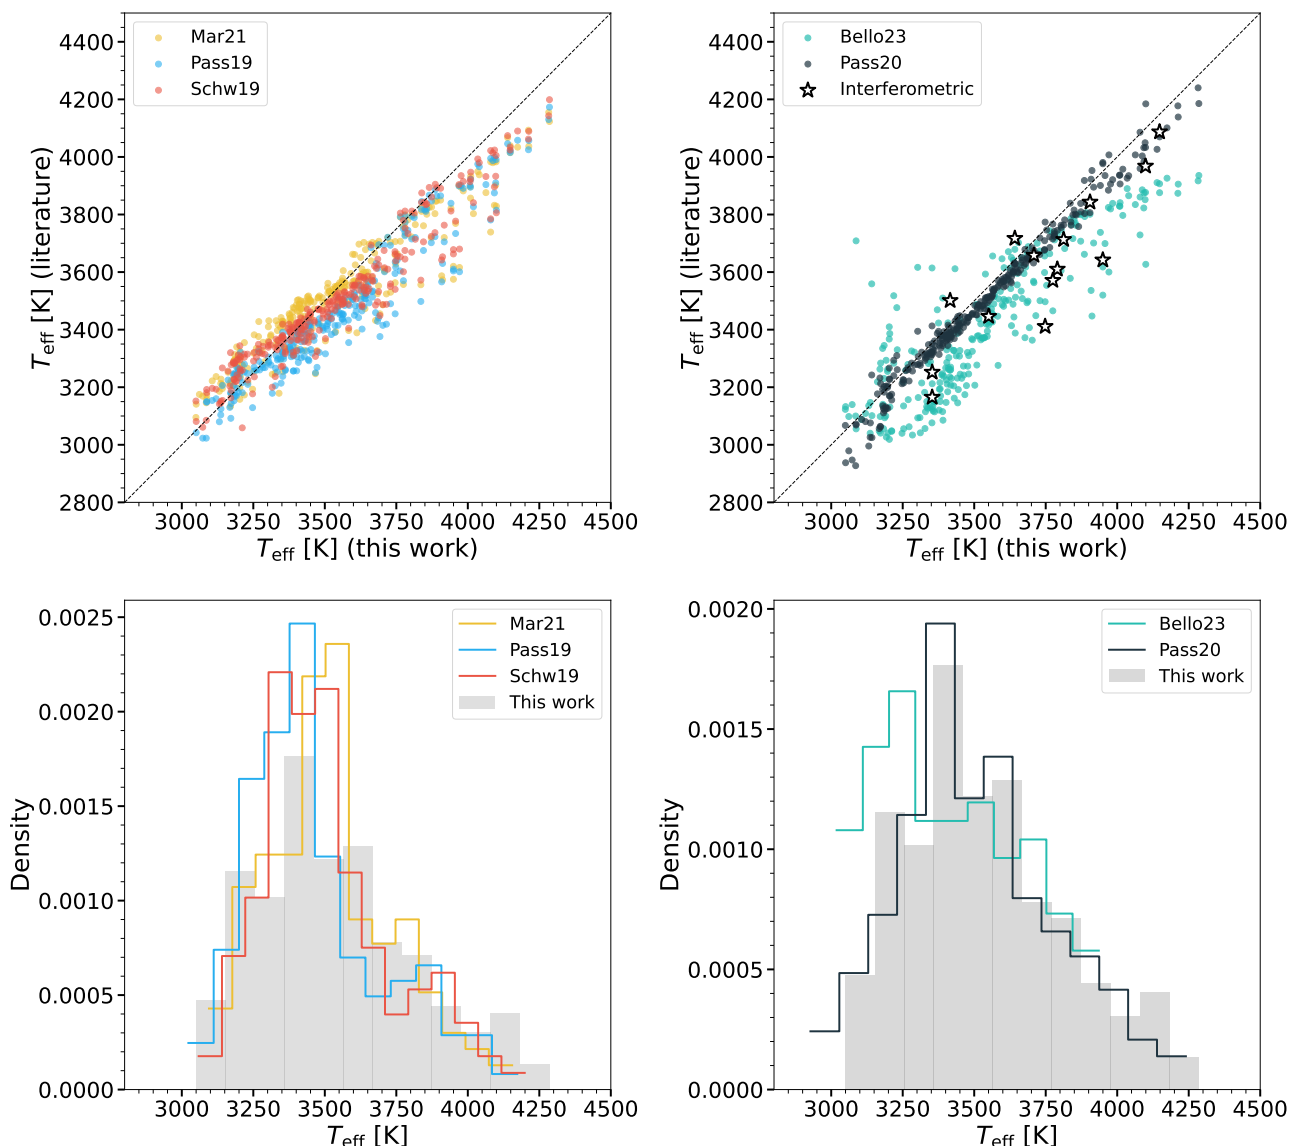 4400
4200
4000
3800
3600
3400
3200
3000
2800
T_eff [K] (literature)
Mar21
Pass19
Schw19
3000 3250 3500 3750 4000 4250 4500
T_eff [K] (this work)
4400
4200
4000
3800
3600
3400
3200
3000
2800
T_eff [K] (literature)
Bello23
Pass20
Interferometric
3000 3250 3500 3750 4000 4250 4500
T_eff [K] (this work)
0.0025
0.0020
0.0015
0.0010
0.0005
0.0000
Density
Mar21
Pass19
Schw19
This work
3000 3250 3500 3750 4000 4250 4500
T_eff [K]
0.0020
0.0015
0.0010
0.0005
0.0000
Density
Bello23
Pass20
This work
3000 3250 3500 3750 4000 4250 4500
T_eff [K]